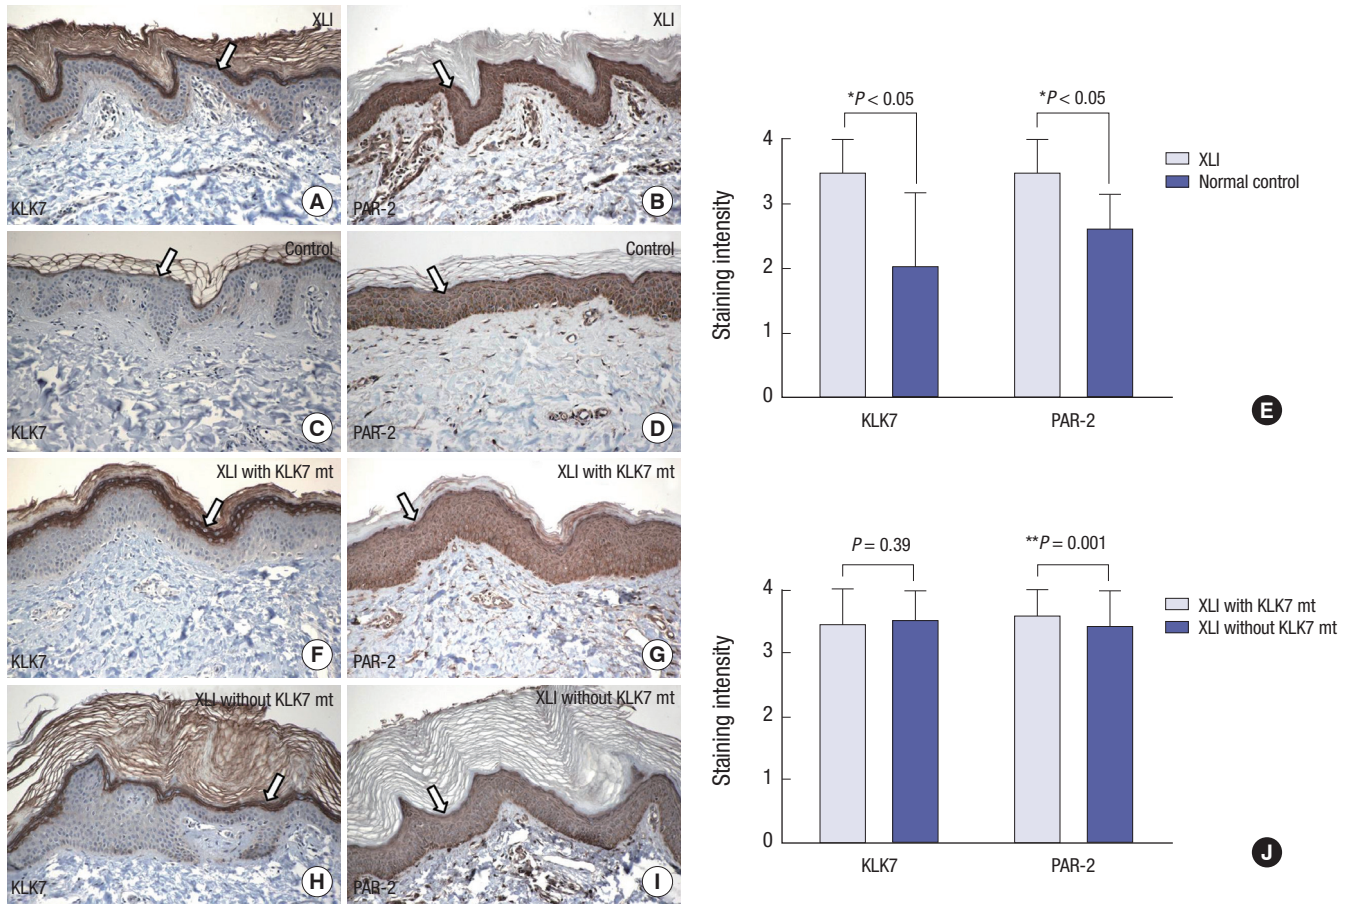 XLI
KLK7
A
XLI
PAR-2
B
Control
KLK7
C
Control
PAR-2
D
*P < 0.05
*P < 0.05
4
3
2
1
0
Staining intensity
KLK7
PAR-2
XLI
Normal control
E
XLI with KLK7 mt
KLK7
F
XLI with KLK7 mt
PAR-2
G
XLI without KLK7 mt
KLK7
H
XLI without KLK7 mt
PAR-2
I
P = 0.39
**P = 0.001
4
3
2
1
0
Staining intensity
KLK7
PAR-2
XLI with KLK7 mt
XLI without KLK7 mt
J